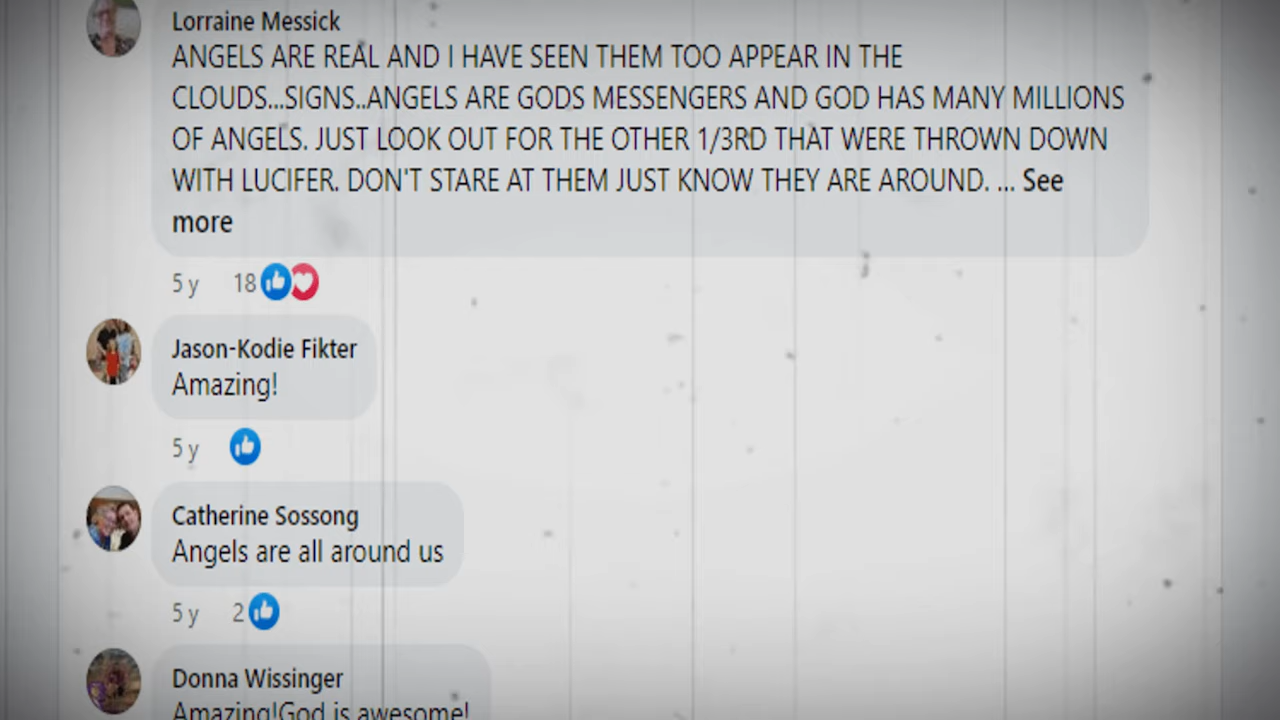 Lorraine Messick
ANGELS ARE REAL AND I HAVE SEEN THEM TOO APPEAR IN THE
CLOUDS...SIGNS..ANGELS ARE GODS MESSENGERS AND GOD HAS MANY MILLIONS
OF ANGELS. JUST LOOK OUT FOR THE OTHER 1/3RD THAT WERE THROWN DOWN
WITH LUCIFER. DON'T STARE AT THEM JUST KNOW THEY ARE AROUND. ... See
more
5 y 18
Jason-Kodie Fikter
Amazing!
5 y
Catherine Sossong
Angels are all around us
5 y 2
Donna Wissinger
Amazing!God is awesome!